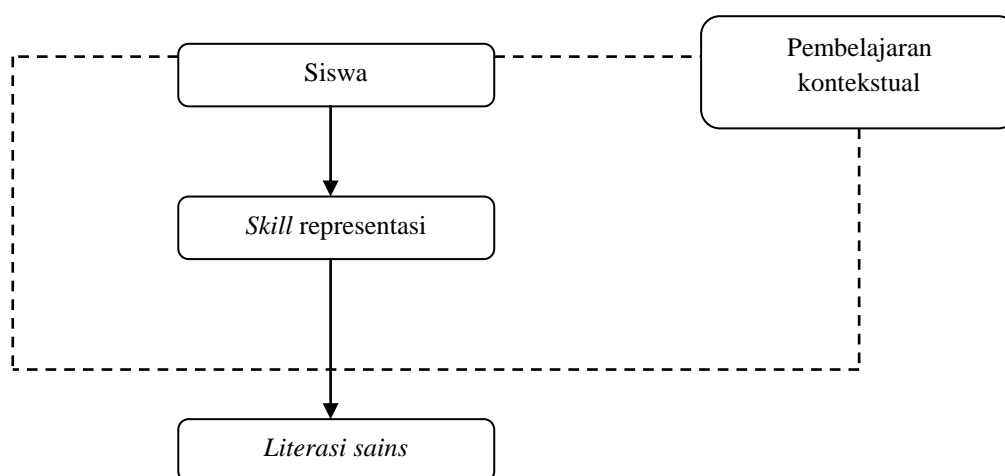 Siswa
Pembelajaran
kontekstual
Skill representasi
Literasi sains